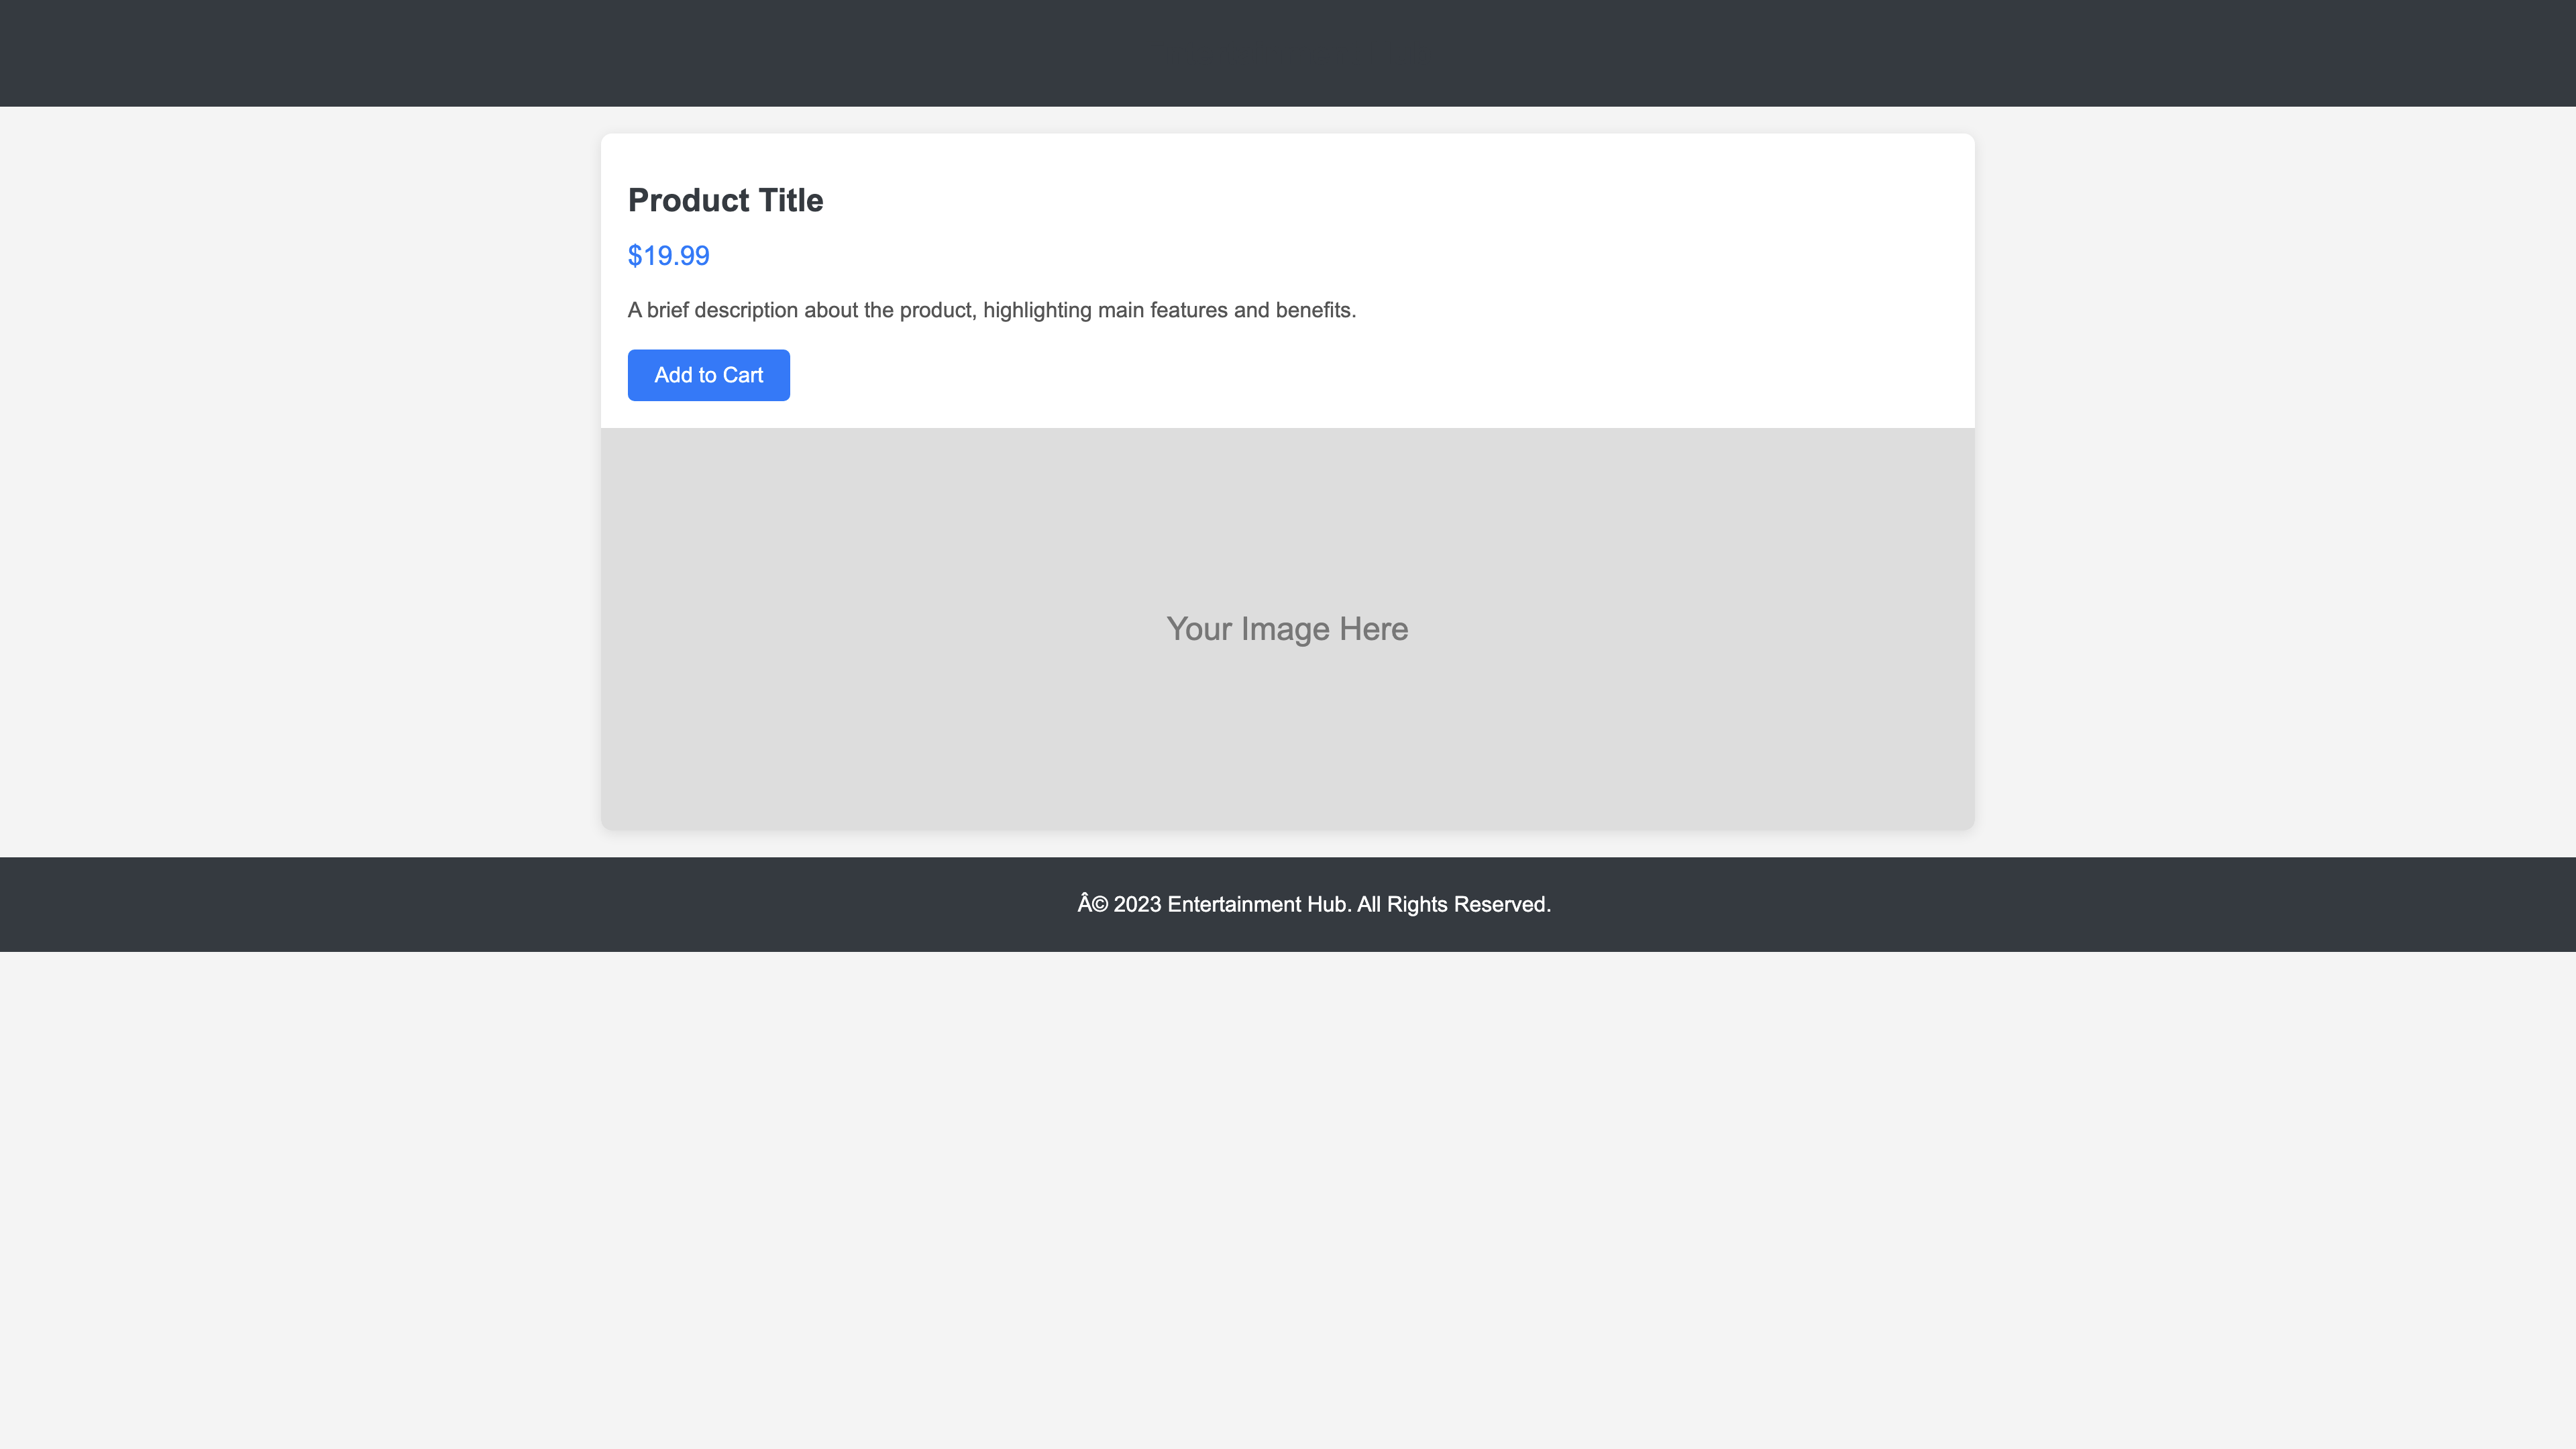 Product Title
$19.99
A brief description about the product, highlighting main features and benefits.
Add to Cart
Your Image Here
Â© 2023 Entertainment Hub. All Rights Reserved.